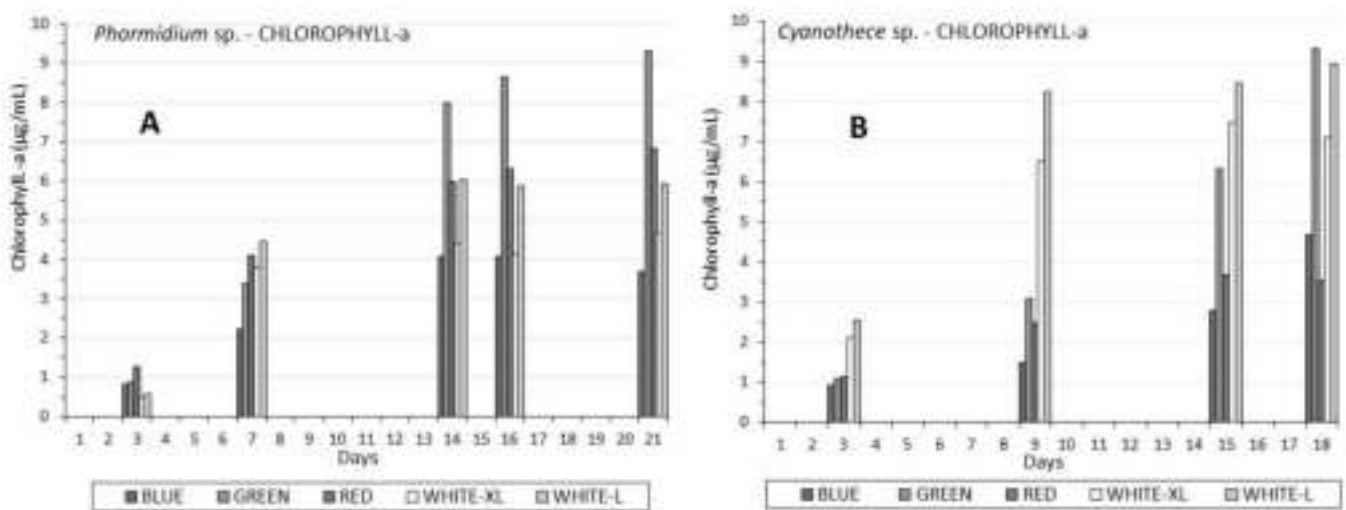 Phormidium sp. - CHLOROPHYLL-a
A
Chlorophyll.-a (µg/mL)
10
9
8
7
6
5
4
3
2
1
0
1 2 3 4 5 6 7 8 9 10 11 12 13 14 15 16 17 18 19 20 21
Days
BLUE GREEN RED WHITE-XL WHITE-L
Cyanothece sp. - CHLOROPHYLL-a
B
Chlorophyll-a (µg/mL)
10
9
8
7
6
5
4
3
2
1
0
1 2 3 4 5 6 7 8 9 10 11 12 13 14 15 16 17 18
Days
BLUE GREEN RED WHITE-XL WHITE-L